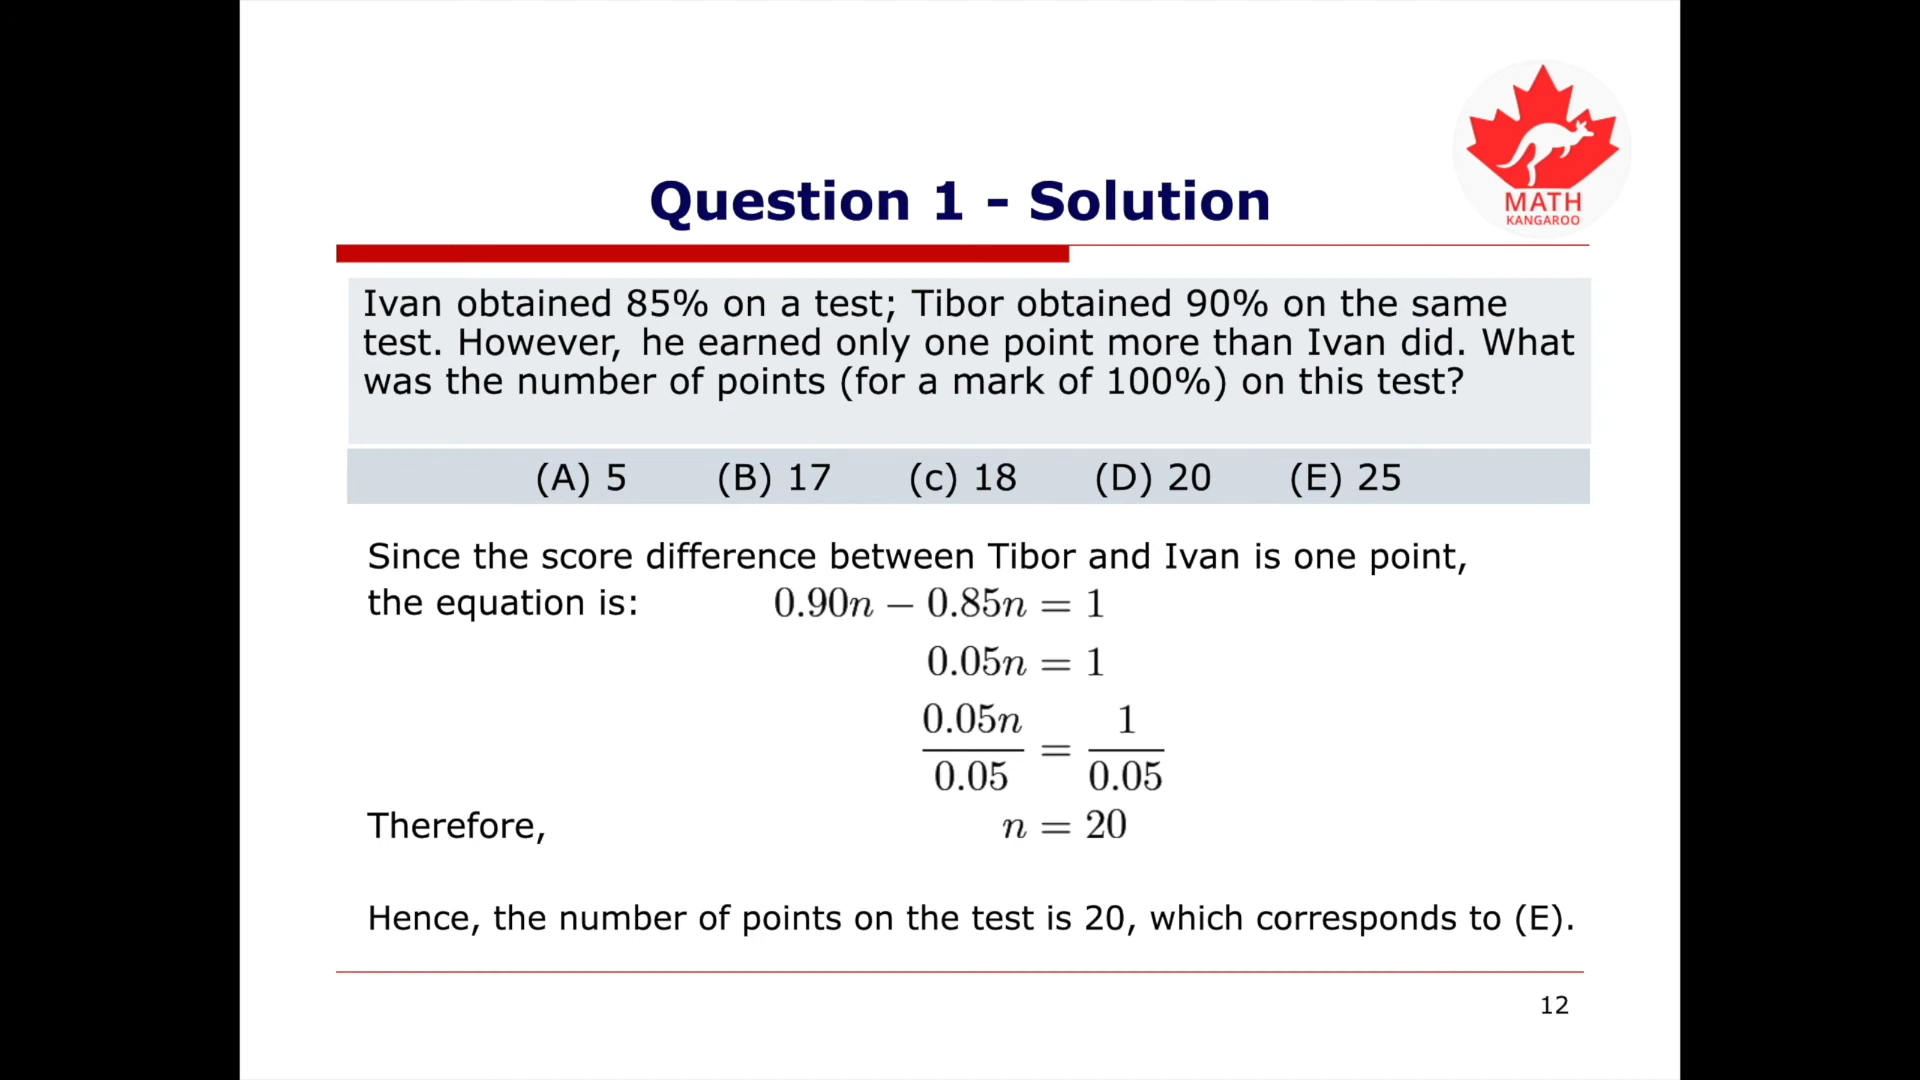 MATH
KANGAROO
Question 1 - Solution
Ivan obtained 85% on a test; Tibor obtained 90% on the same
test. However, he earned only one point more than Ivan did. What
was the number of points (for a mark of 100%) on this test?
(A) 5 (B) 17 (c) 18 (D) 20 (E) 25
Since the score difference between Tibor and Ivan is one point,
the equation is: 0.90n − 0.85n = 1
0.05n = 1
0.05n/0.05 = 1/0.05
Therefore, n = 20
Hence, the number of points on the test is 20, which corresponds to (E).
12